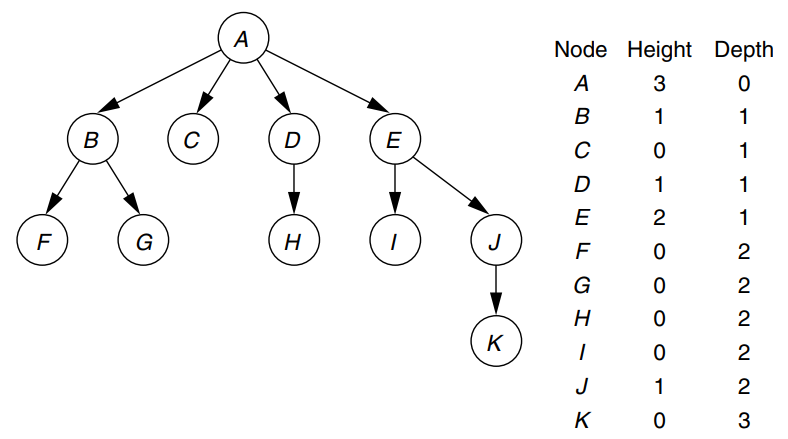 A
B C D E
F G H I J
K
Node Height Depth
A 3 0
B 1 1
C 0 1
D 1 1
E 2 1
F 0 2
G 0 2
H 0 2
I 0 2
J 1 2
K 0 3